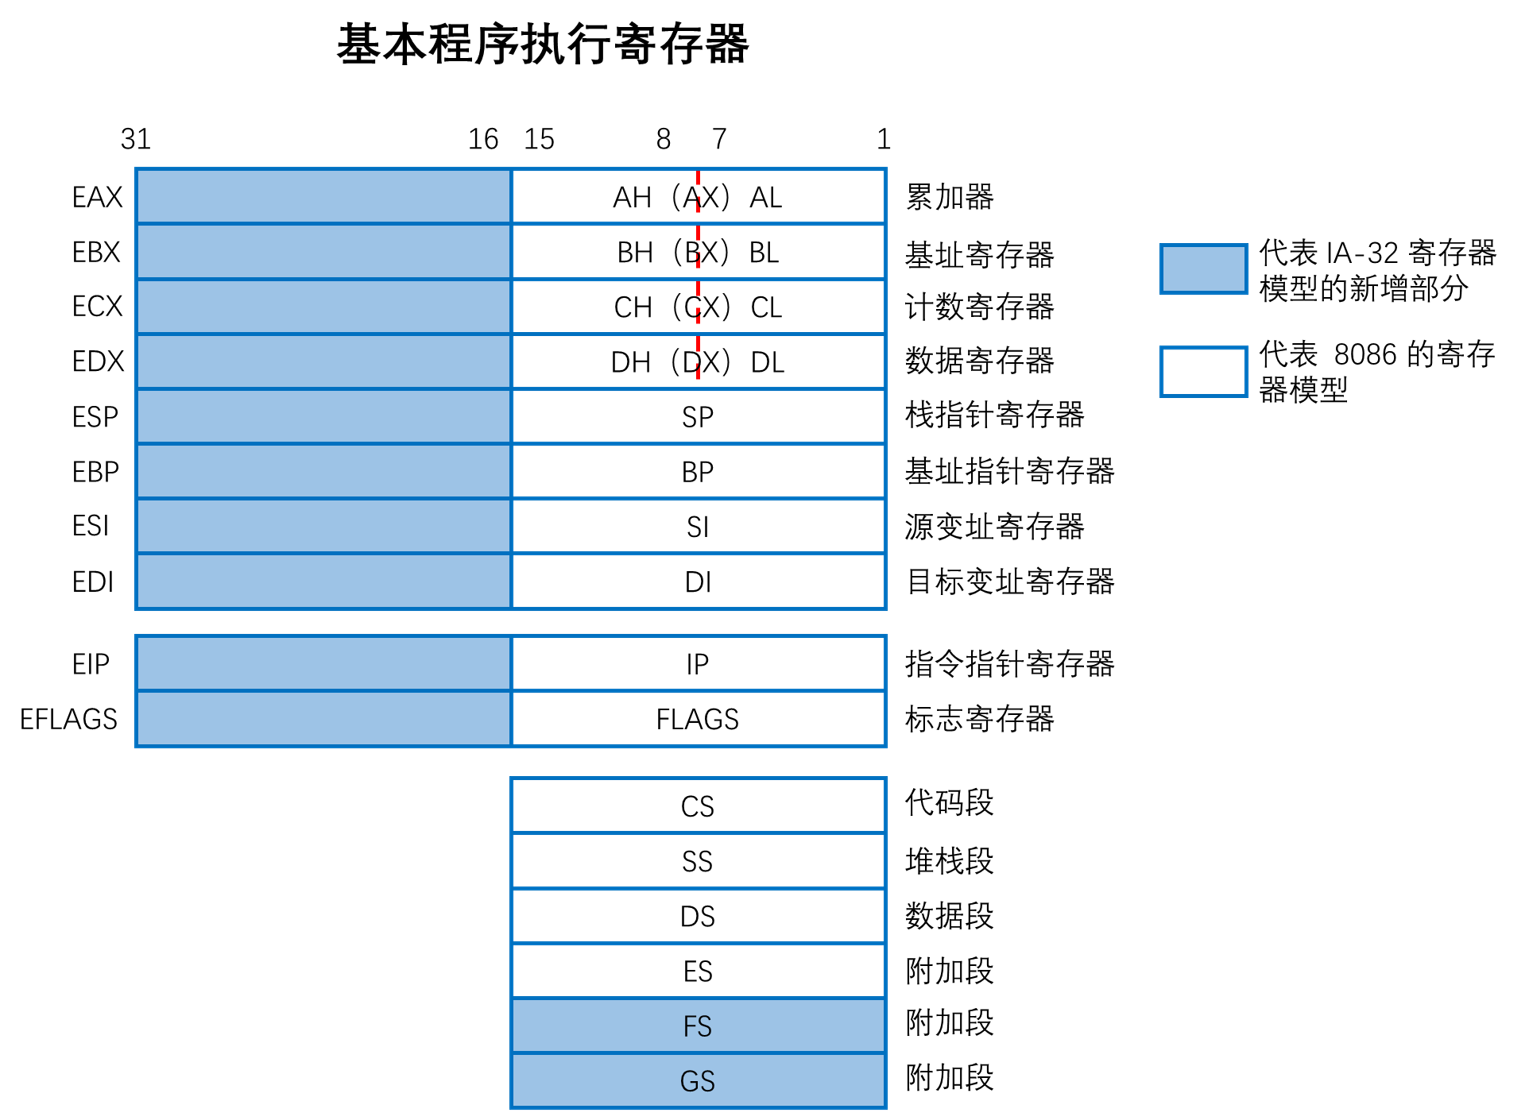 基本程序执行寄存器
31 16 15 8 7 1
EAX AH（AX）AL 累加器
EBX BH（BX）BL 基址寄存器
ECX CH（CX）CL 计数寄存器
EDX DH（DX）DL 数据寄存器
ESP SP 栈指针寄存器
EBP BP 基址指针寄存器
ESI SI 源变址寄存器
EDI DI 目标变址寄存器
EIP IP 指令指针寄存器
EFLAGS FLAGS 标志寄存器
CS 代码段
SS 堆栈段
DS 数据段
ES 附加段
FS 附加段
GS 附加段
代表 IA-32 寄存器
模型的新增部分
代表 8086 的寄存
器模型